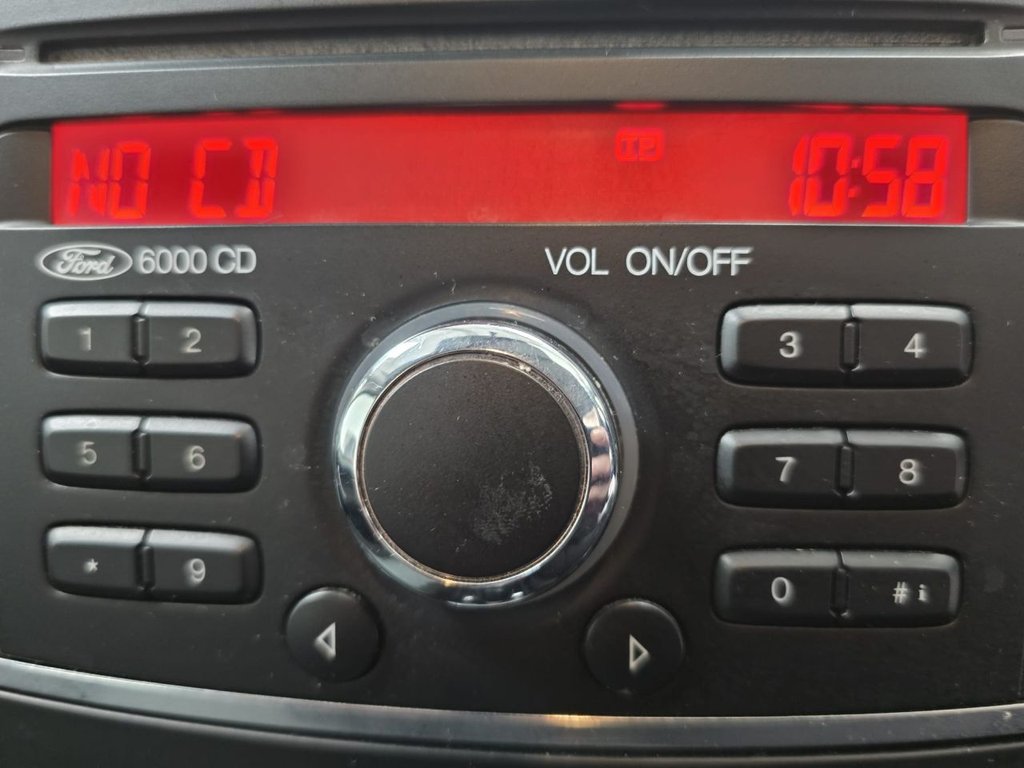 NO CD TP 10:58
Ford 6000 CD VOL ON/OFF
1 2 3 4
5 6 7 8
* 9 0 # i